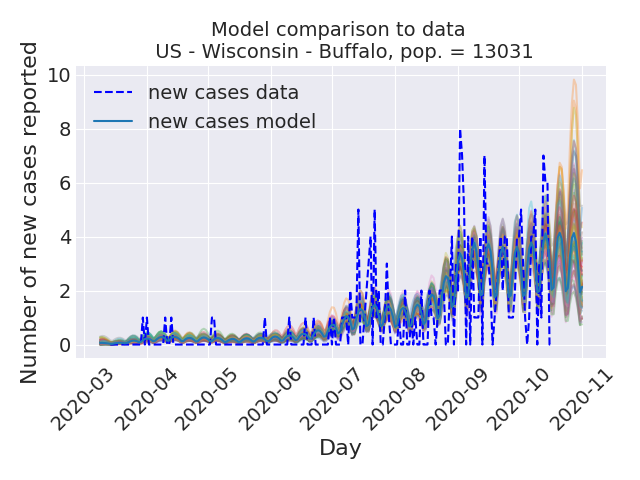 Model comparison to data
US - Wisconsin - Buffalo, pop. = 13031
Number of new cases reported
10
8
6
4
2
0
new cases data
new cases model
2020-03
2020-04
2020-05
2020-06
2020-07
2020-08
2020-09
2020-10
2020-11
Day